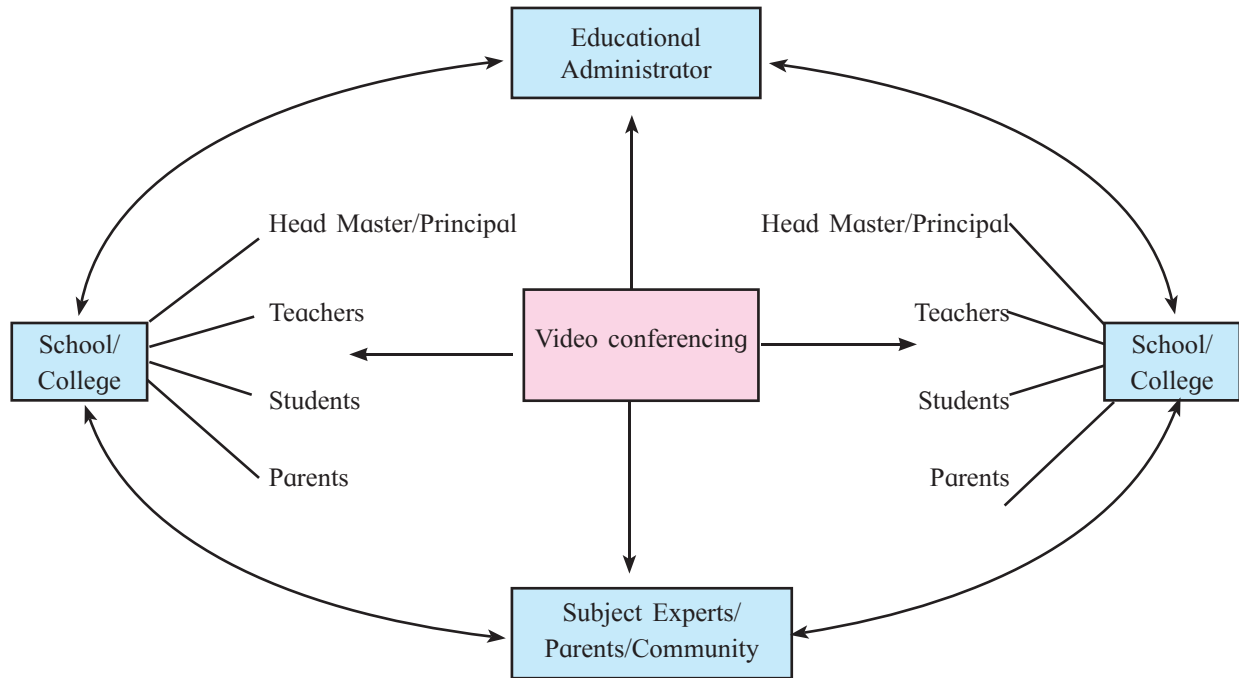 Educational
Administrator
Head Master/Principal
Head Master/Principal
Teachers
Teachers
School/
College
Video conferencing
School/
College
Students
Students
Parents
Parents
Subject Experts/
Parents/Community